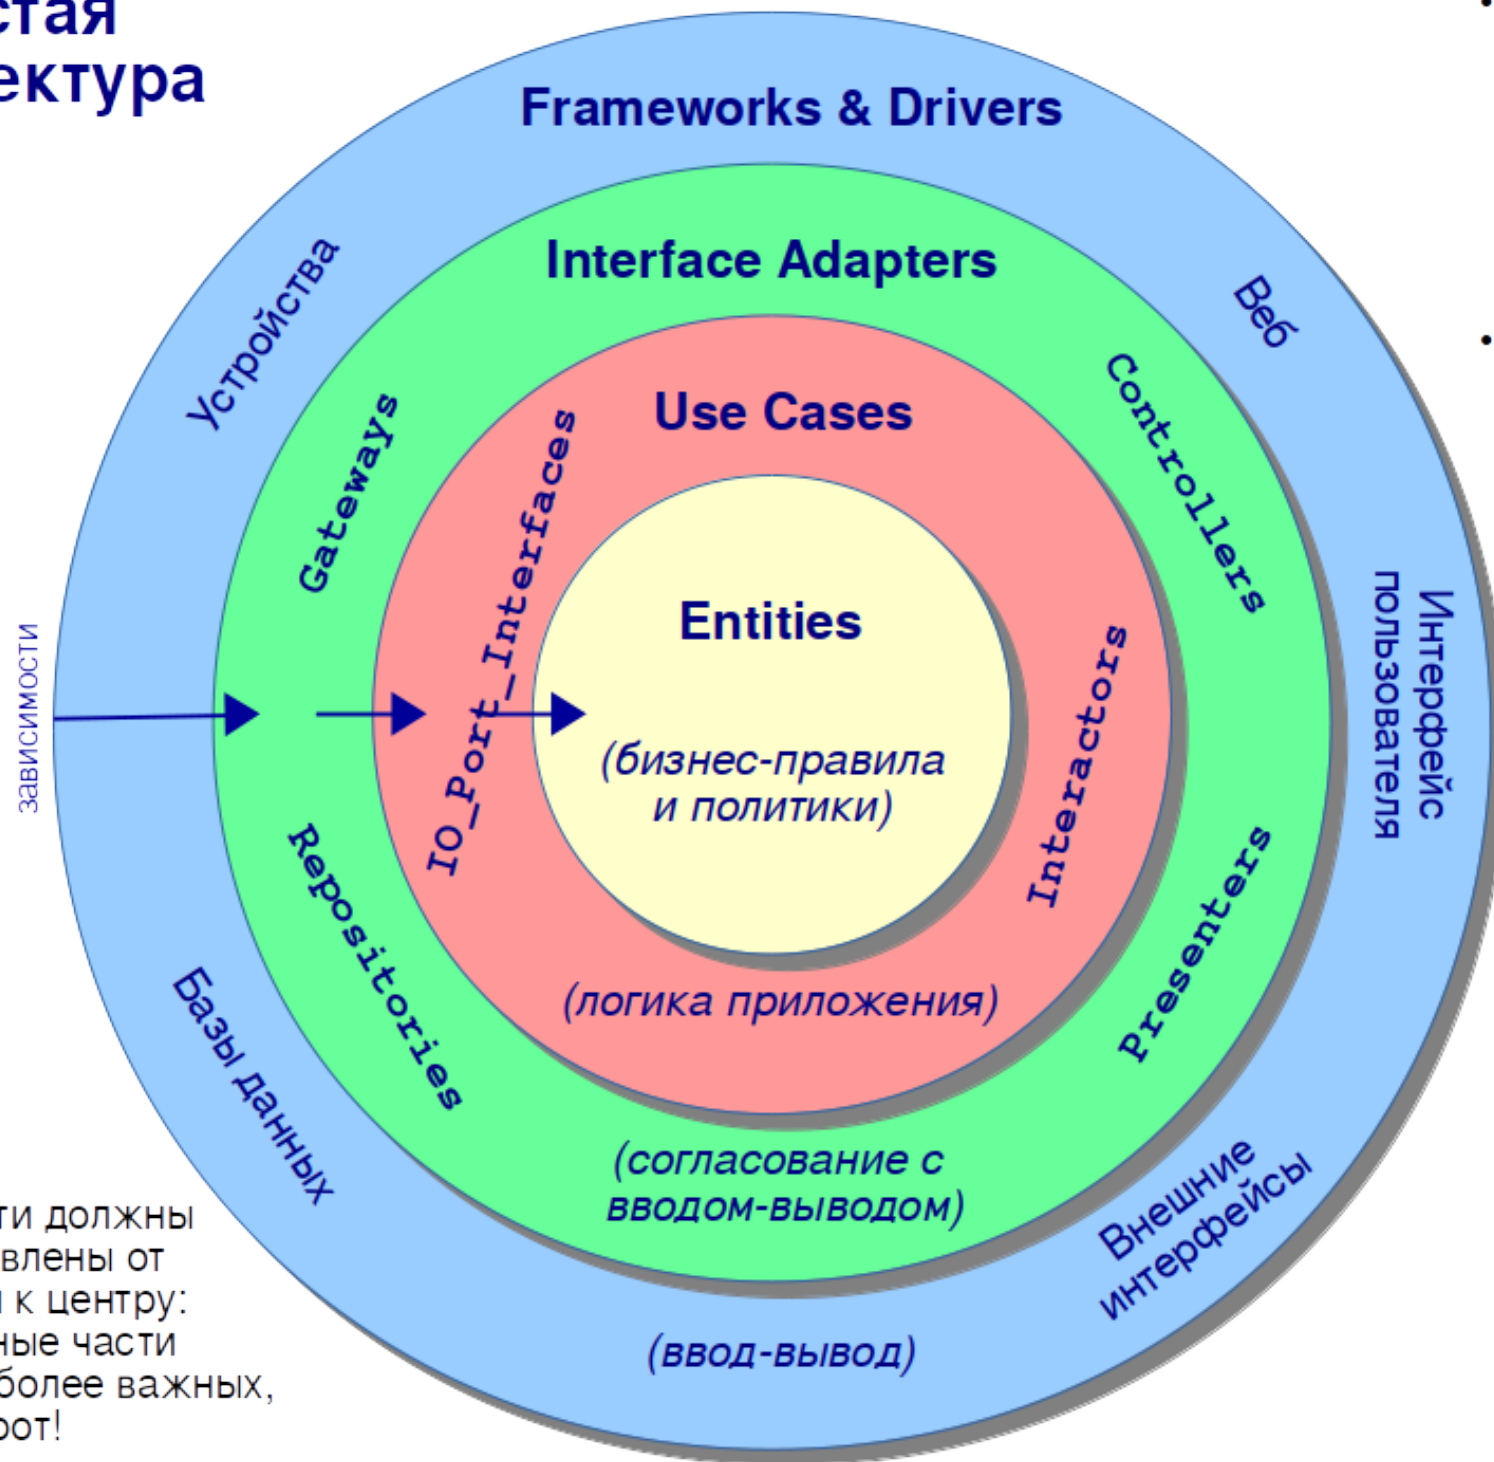 стая
ектура
Frameworks & Drivers
Interface Adapters
Use Cases
Entities
(бизнес-правила
и политики)
(логика приложения)
(согласование с
вводом-выводом)
(ввод-вывод)
Устройства
Gateways
IO_Port_Interfaces
зависимости
Repositories
Базы данных
Веб
Controllers
Interactors
Presenters
Интерфейс
пользователя
Внешние
интерфейсы
ти должны
влены от
к центру:
ные части
более важных,
рот!